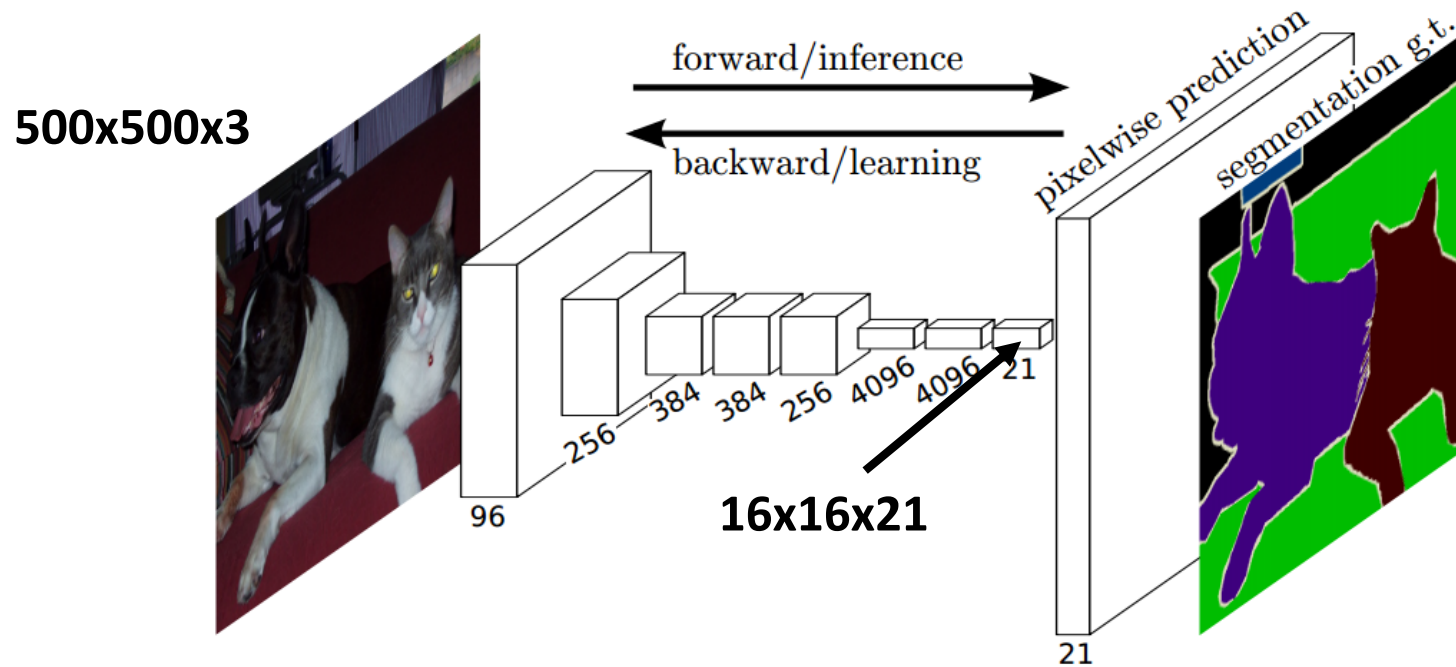 500x500x3
forward/inference
backward/learning
pixelwise prediction
segmentation g.t.
96
256
384
384
256
4096
4096
21
21
16x16x21